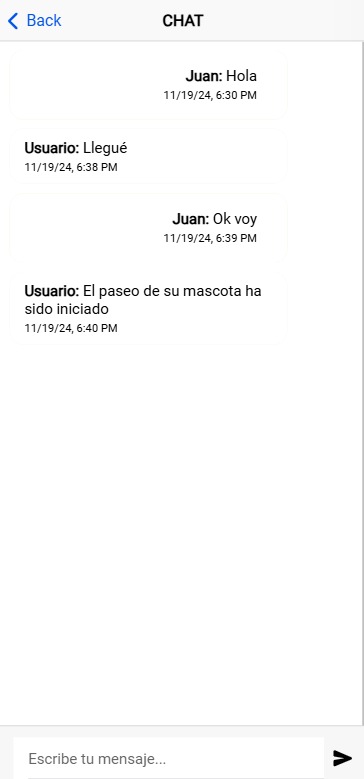 Back
CHAT
Juan: Hola
11/19/24, 6:30 PM
Usuario: Llegué
11/19/24, 6:38 PM
Juan: Ok voy
11/19/24, 6:39 PM
Usuario: El paseo de su mascota ha
sido iniciado
11/19/24, 6:40 PM
Escribe tu mensaje...